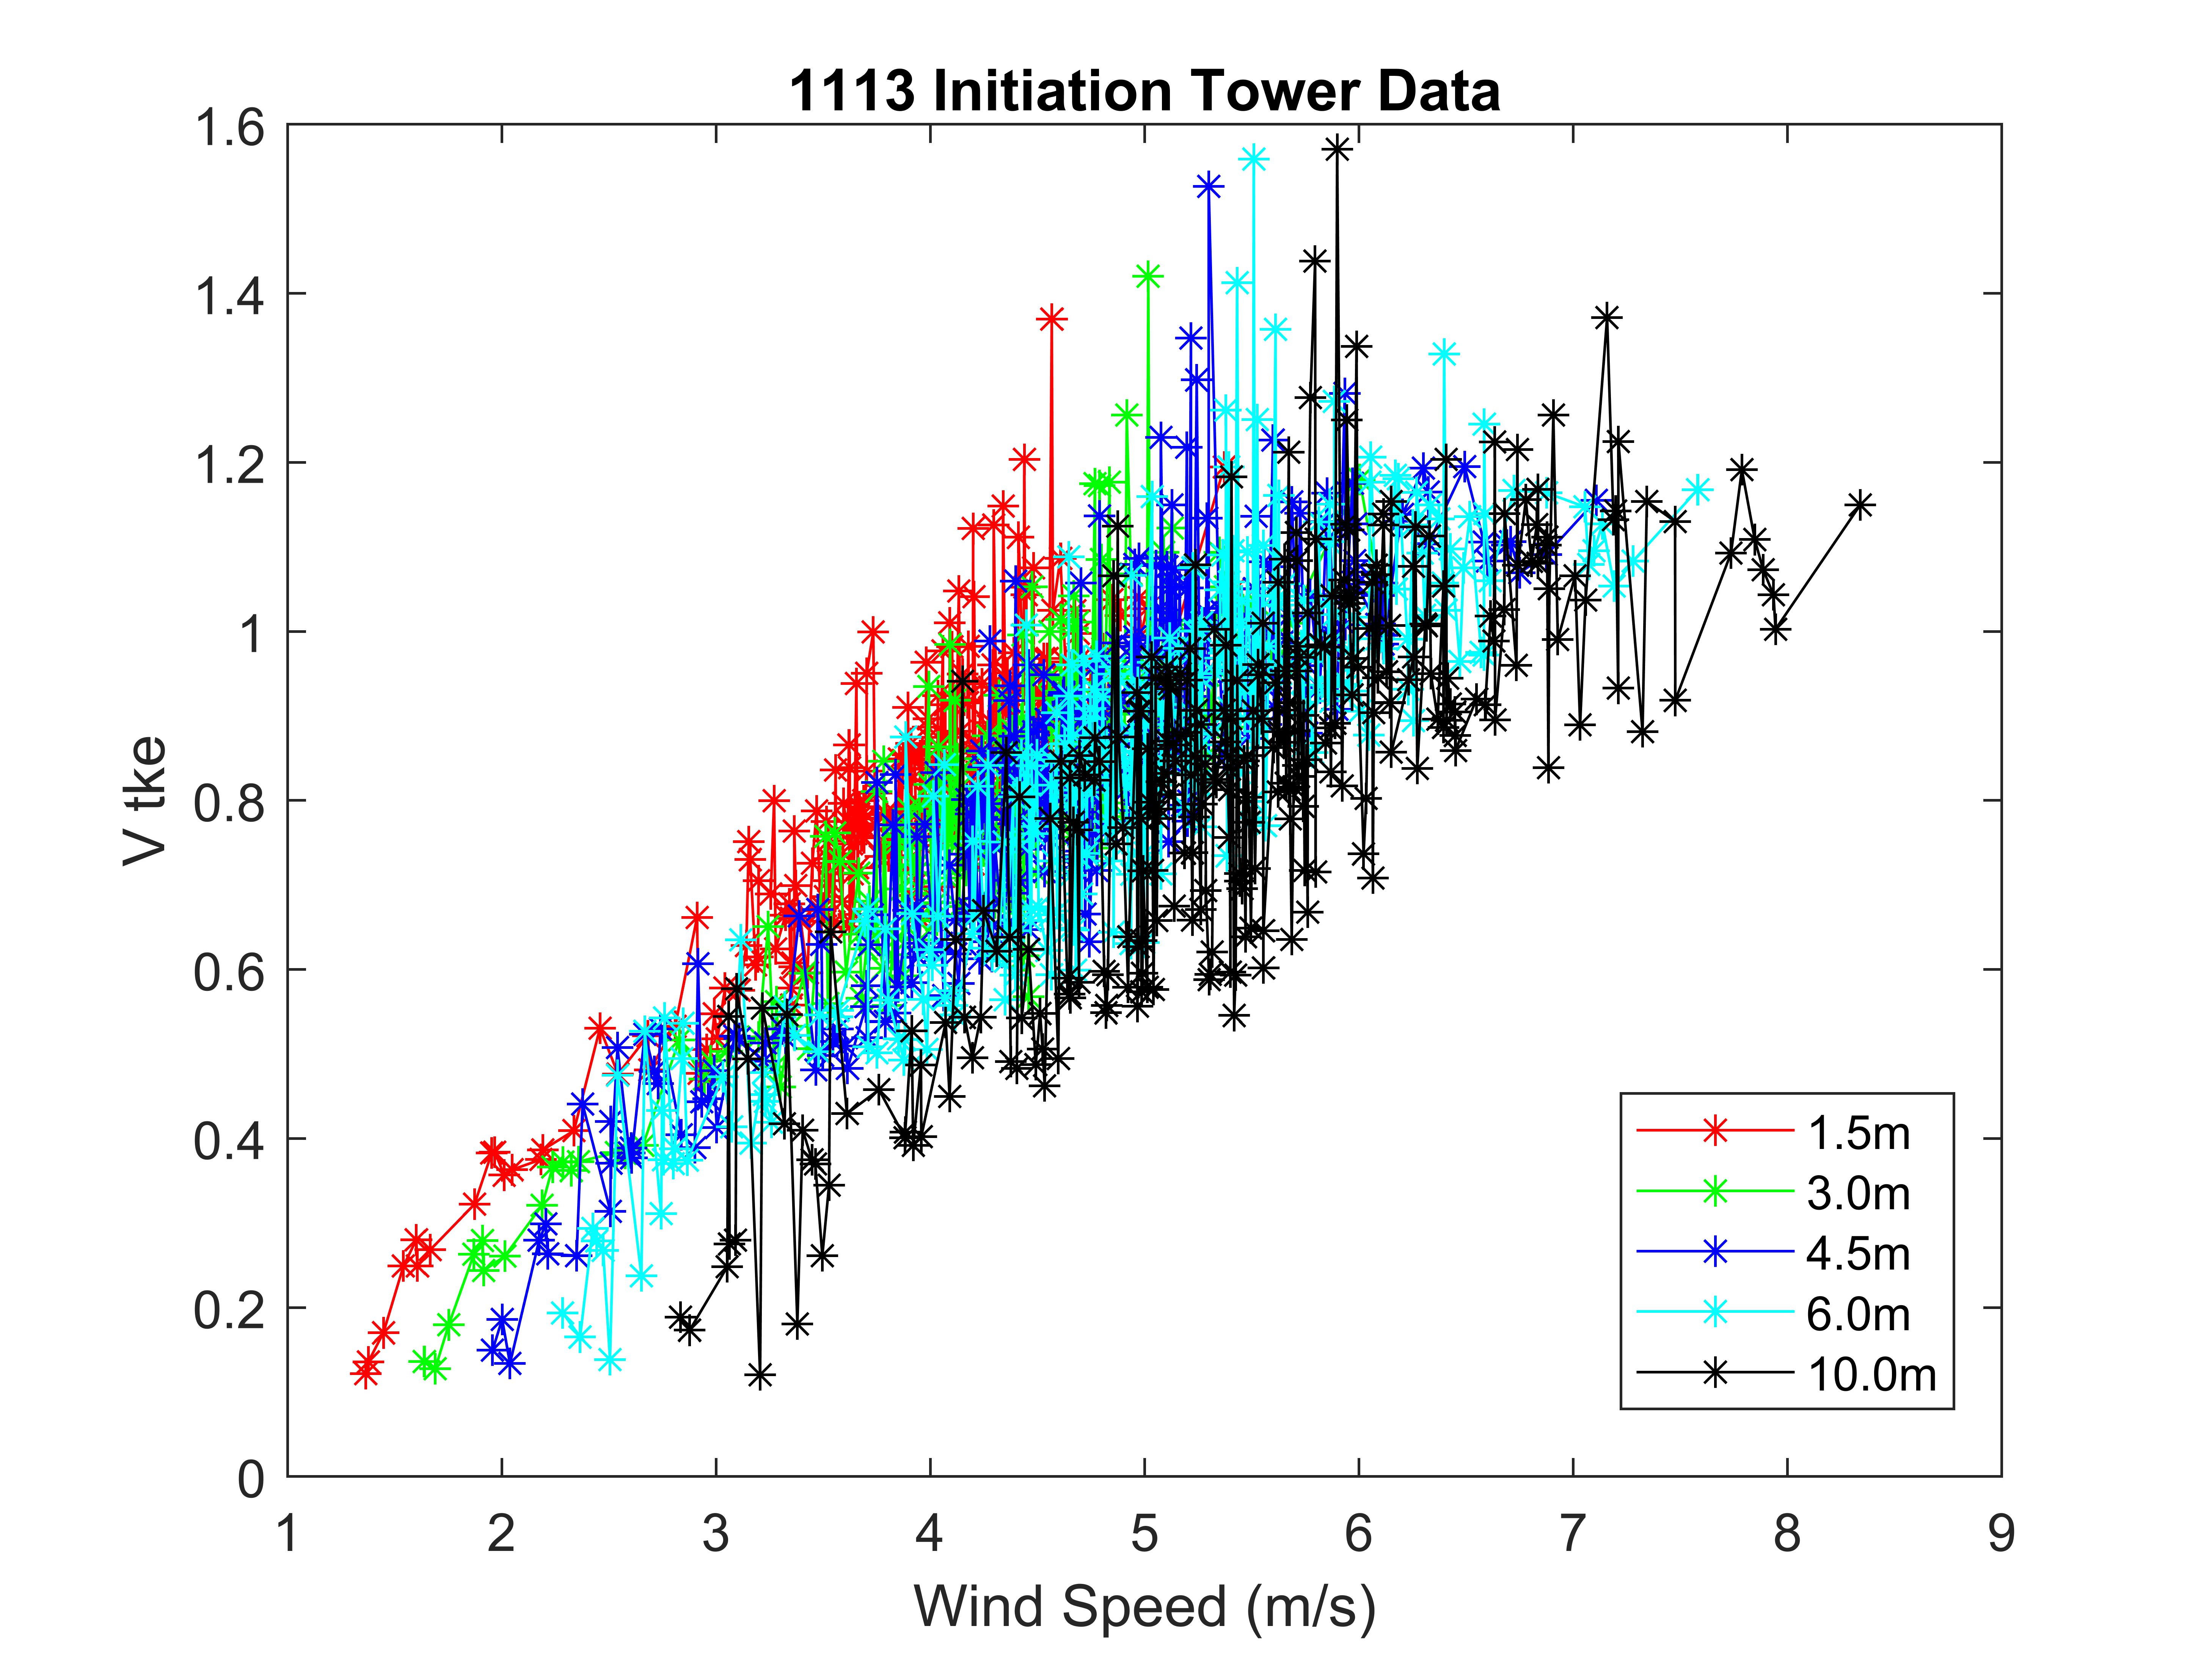 1113 Initiation Tower Data
1.6
1.4
1.2
1
0.8
0.6
0.4
0.2
0
V tke
1.5m
3.0m
4.5m
6.0m
10.0m
1 2 3 4 5 6 7 8 9
Wind Speed (m/s)